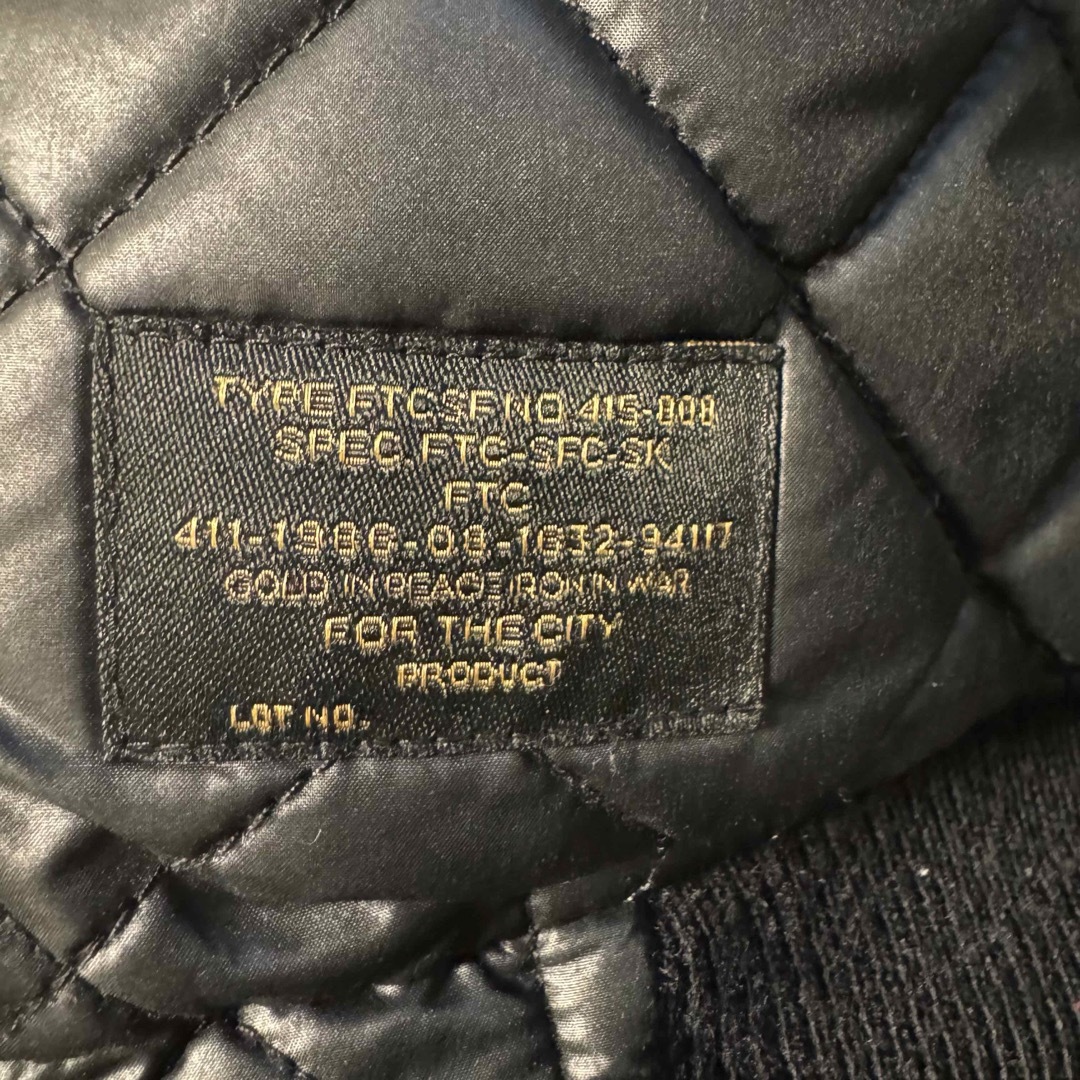 TYPE FTCSF NO.415-808
SPEC. FTC-SFC-SK
FTC
411-1986-08-1632-94117
GOLD IN PEACE IRON IN WAR
FOR THE CITY
PRODUCT
LOT NO.